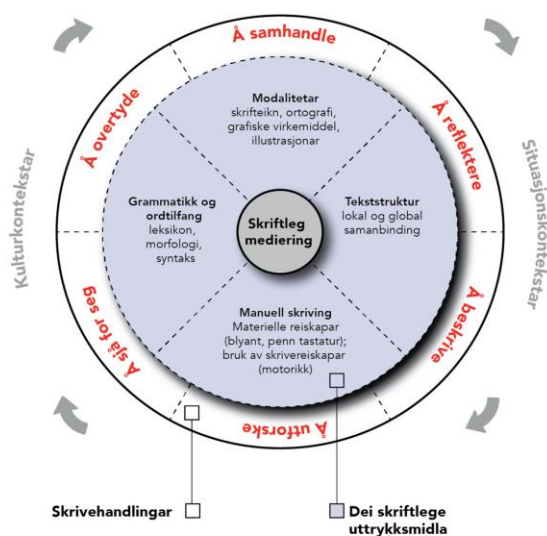 Å samhandle
Å overtyde
Å reflektere
Kulturkontekstar
Situasjonskontekstar
Modalitetar
skrifteikn, ortografi,
grafiske virkemiddel,
illustrasjonar
Grammatikk og
ordtilfang
leksikon,
morfologi,
syntaks
Skriftleg
mediering
Tekststruktur
lokal og global
samanbinding
Manuell skriving
Materielle reiskapar
(blyant, penn tastatur);
bruk av skrivereiskapar
(motorikk)
Å sjå for seg
Å beskrive
Å utforske
Skrivehandlingar
Dei skriftlege
uttrykksmidla